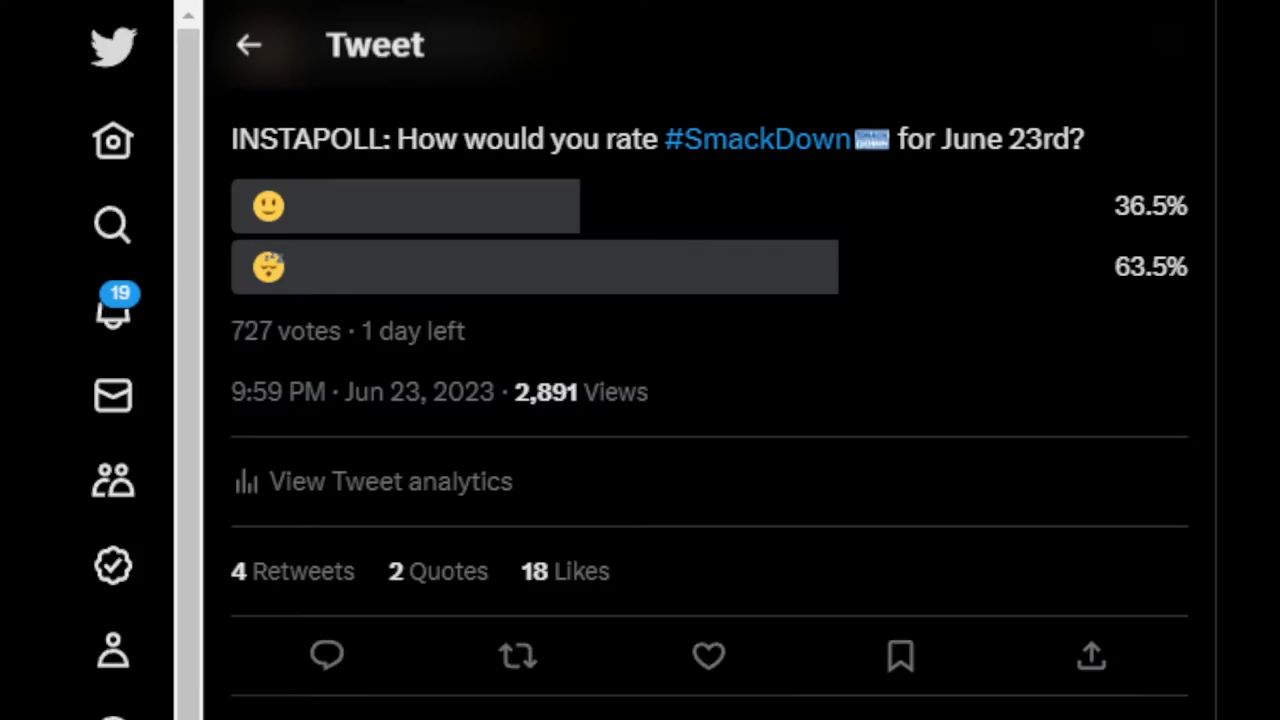 Tweet
INSTAPOLL: How would you rate #SmackDown for June 23rd?
36.5%
63.5%
19
727 votes · 1 day left
9:59 PM · Jun 23, 2023 · 2,891 Views
View Tweet analytics
4 Retweets 2 Quotes 18 Likes